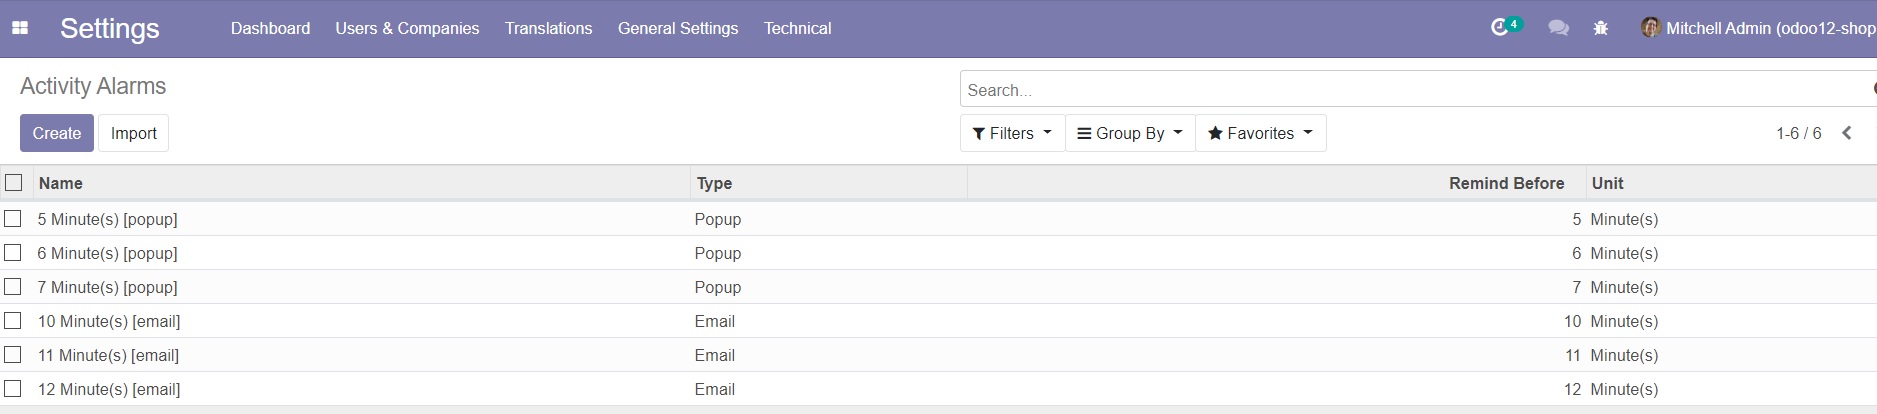 Settings Dashboard Users & Companies Translations General Settings Technical 4 Mitchell Admin (odoo12-shop
Activity Alarms Search...
Create Import Filters Group By Favorites 1-6 / 6
Name Type Remind Before Unit
5 Minute(s) [popup] Popup 5 Minute(s)
6 Minute(s) [popup] Popup 6 Minute(s)
7 Minute(s) [popup] Popup 7 Minute(s)
10 Minute(s) [email] Email 10 Minute(s)
11 Minute(s) [email] Email 11 Minute(s)
12 Minute(s) [email] Email 12 Minute(s)